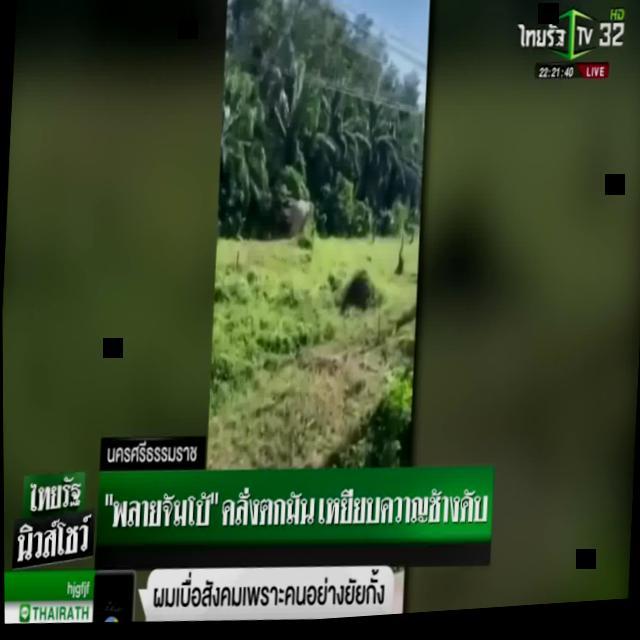 ไทยรัฐ TV 32 HD
22:21:40 LIVE
นครศรีธรรมราช
ไทยรัฐ
นิวส์โชว์
"พลายจัมโบ้" คลั่งตกมัน เหยียบควาญช้างดับ
hjgfjf
THAIRATH
ผมเบื่อสังคมเพราะคนอย่างยัยกั้ง